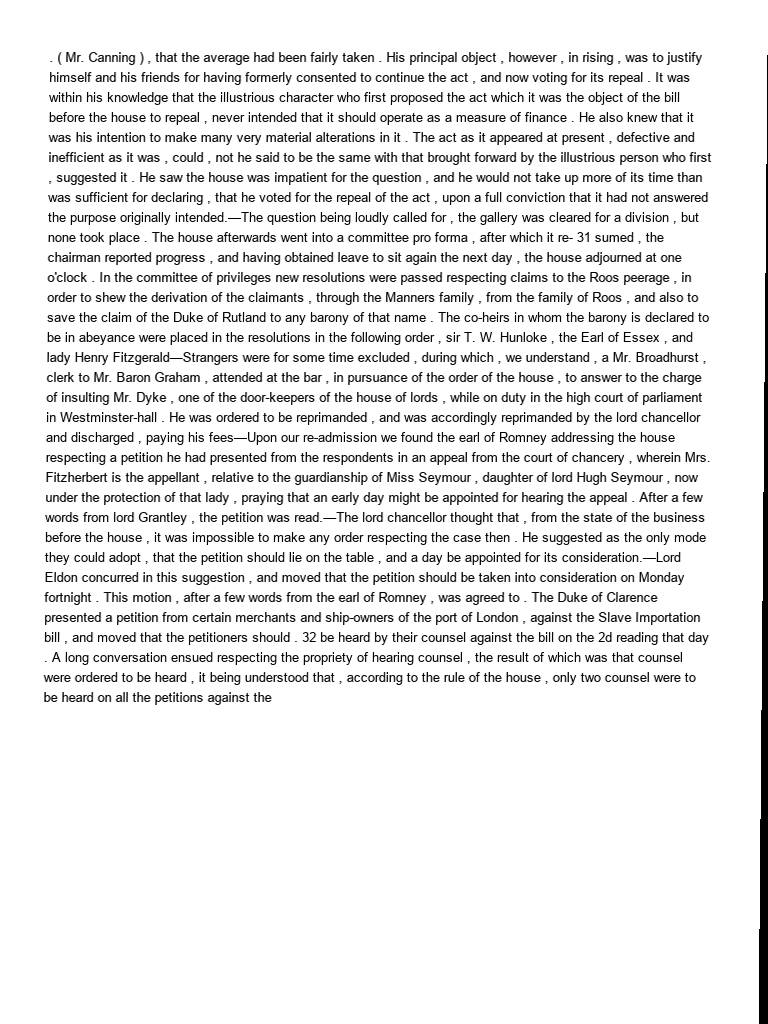 . ( Mr. Canning ) , that the average had been fairly taken . His principal object , however , in rising , was to justify
himself and his friends for having formerly consented to continue the act , and now voting for its repeal . It was
within his knowledge that the illustrious character who first proposed the act which it was the object of the bill
before the house to repeal , never intended that it should operate as a measure of finance . He also knew that it
was his intention to make many very material alterations in it . The act as it appeared at present , defective and
inefficient as it was , could , not he said to be the same with that brought forward by the illustrious person who first
, suggested it . He saw the house was impatient for the question , and he would not take up more of its time than
was sufficient for declaring , that he voted for the repeal of the act , upon a full conviction that it had not answered
the purpose originally intended.—The question being loudly called for , the gallery was cleared for a division , but
none took place . The house afterwards went into a committee pro forma , after which it re- 31 sumed , the
chairman reported progress , and having obtained leave to sit again the next day , the house adjourned at one
o'clock . In the committee of privileges new resolutions were passed respecting claims to the Roos peerage , in
order to shew the derivation of the claimants , through the Manners family , from the family of Roos , and also to
save the claim of the Duke of Rutland to any barony of that name . The co-heirs in whom the barony is declared to
be in abeyance were placed in the resolutions in the following order , sir T. W. Hunloke , the Earl of Essex , and
lady Henry Fitzgerald—Strangers were for some time excluded , during which , we understand , a Mr. Broadhurst ,
clerk to Mr. Baron Graham , attended at the bar , in pursuance of the order of the house , to answer to the charge
of insulting Mr. Dyke , one of the door-keepers of the house of lords , while on duty in the high court of parliament
in Westminster-hall . He was ordered to be reprimanded , and was accordingly reprimanded by the lord chancellor
and discharged , paying his fees—Upon our re-admission we found the earl of Romney addressing the house
respecting a petition he had presented from the respondents in an appeal from the court of chancery , wherein Mrs.
Fitzherbert is the appellant , relative to the guardianship of Miss Seymour , daughter of lord Hugh Seymour , now
under the protection of that lady , praying that an early day might be appointed for hearing the appeal . After a few
words from lord Grantley , the petition was read.—The lord chancellor thought that , from the state of the business
before the house , it was impossible to make any order respecting the case then . He suggested as the only mode
they could adopt , that the petition should lie on the table , and a day be appointed for its consideration.—Lord
Eldon concurred in this suggestion , and moved that the petition should be taken into consideration on Monday
fortnight . This motion , after a few words from the earl of Romney , was agreed to . The Duke of Clarence
presented a petition from certain merchants and ship-owners of the port of London , against the Slave Importation
bill , and moved that the petitioners should . 32 be heard by their counsel against the bill on the 2d reading that day
. A long conversation ensued respecting the propriety of hearing counsel , the result of which was that counsel
were ordered to be heard , it being understood that , according to the rule of the house , only two counsel were to
be heard on all the petitions against the